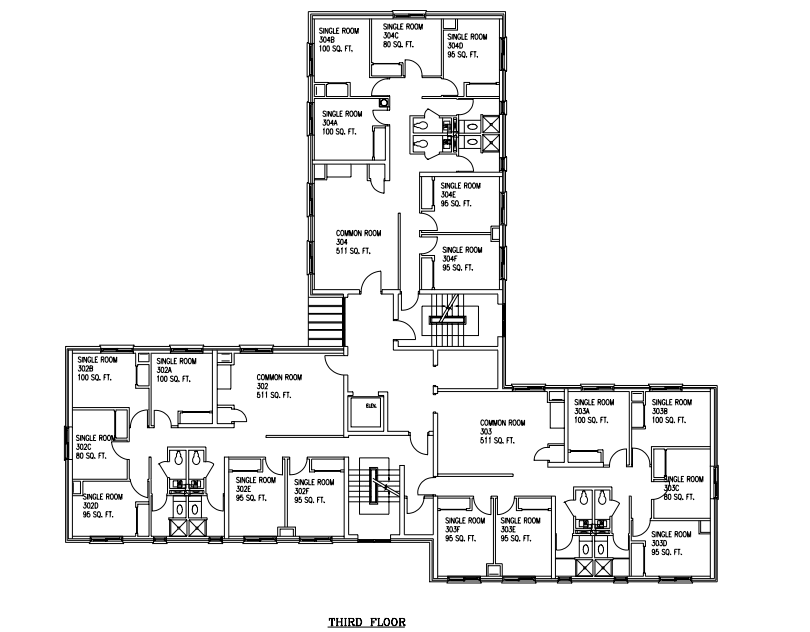 SINGLE ROOM
304B
100 SQ. FT.
SINGLE ROOM
304C
80 SQ. FT.
SINGLE ROOM
304D
95 SQ. FT.
SINGLE ROOM
304A
100 SQ. FT.
SINGLE ROOM
304E
95 SQ. FT.
COMMON ROOM
304
511 SQ. FT.
SINGLE ROOM
304F
95 SQ. FT.
SINGLE ROOM
302B
100 SQ. FT.
SINGLE ROOM
302A
100 SQ. FT.
COMMON ROOM
302
511 SQ. FT.
ELEV.
SINGLE ROOM
303A
100 SQ. FT.
SINGLE ROOM
303B
100 SQ. FT.
COMMON ROOM
303
511 SQ. FT.
SINGLE ROOM
302C
80 SQ. FT.
SINGLE ROOM
302D
95 SQ. FT.
SINGLE ROOM
302E
95 SQ. FT.
SINGLE ROOM
302F
95 SQ. FT.
SINGLE ROOM
303C
80 SQ. FT.
SINGLE ROOM
303F
95 SQ. FT.
SINGLE ROOM
303E
95 SQ. FT.
SINGLE ROOM
303D
95 SQ. FT.
THIRD FLOOR